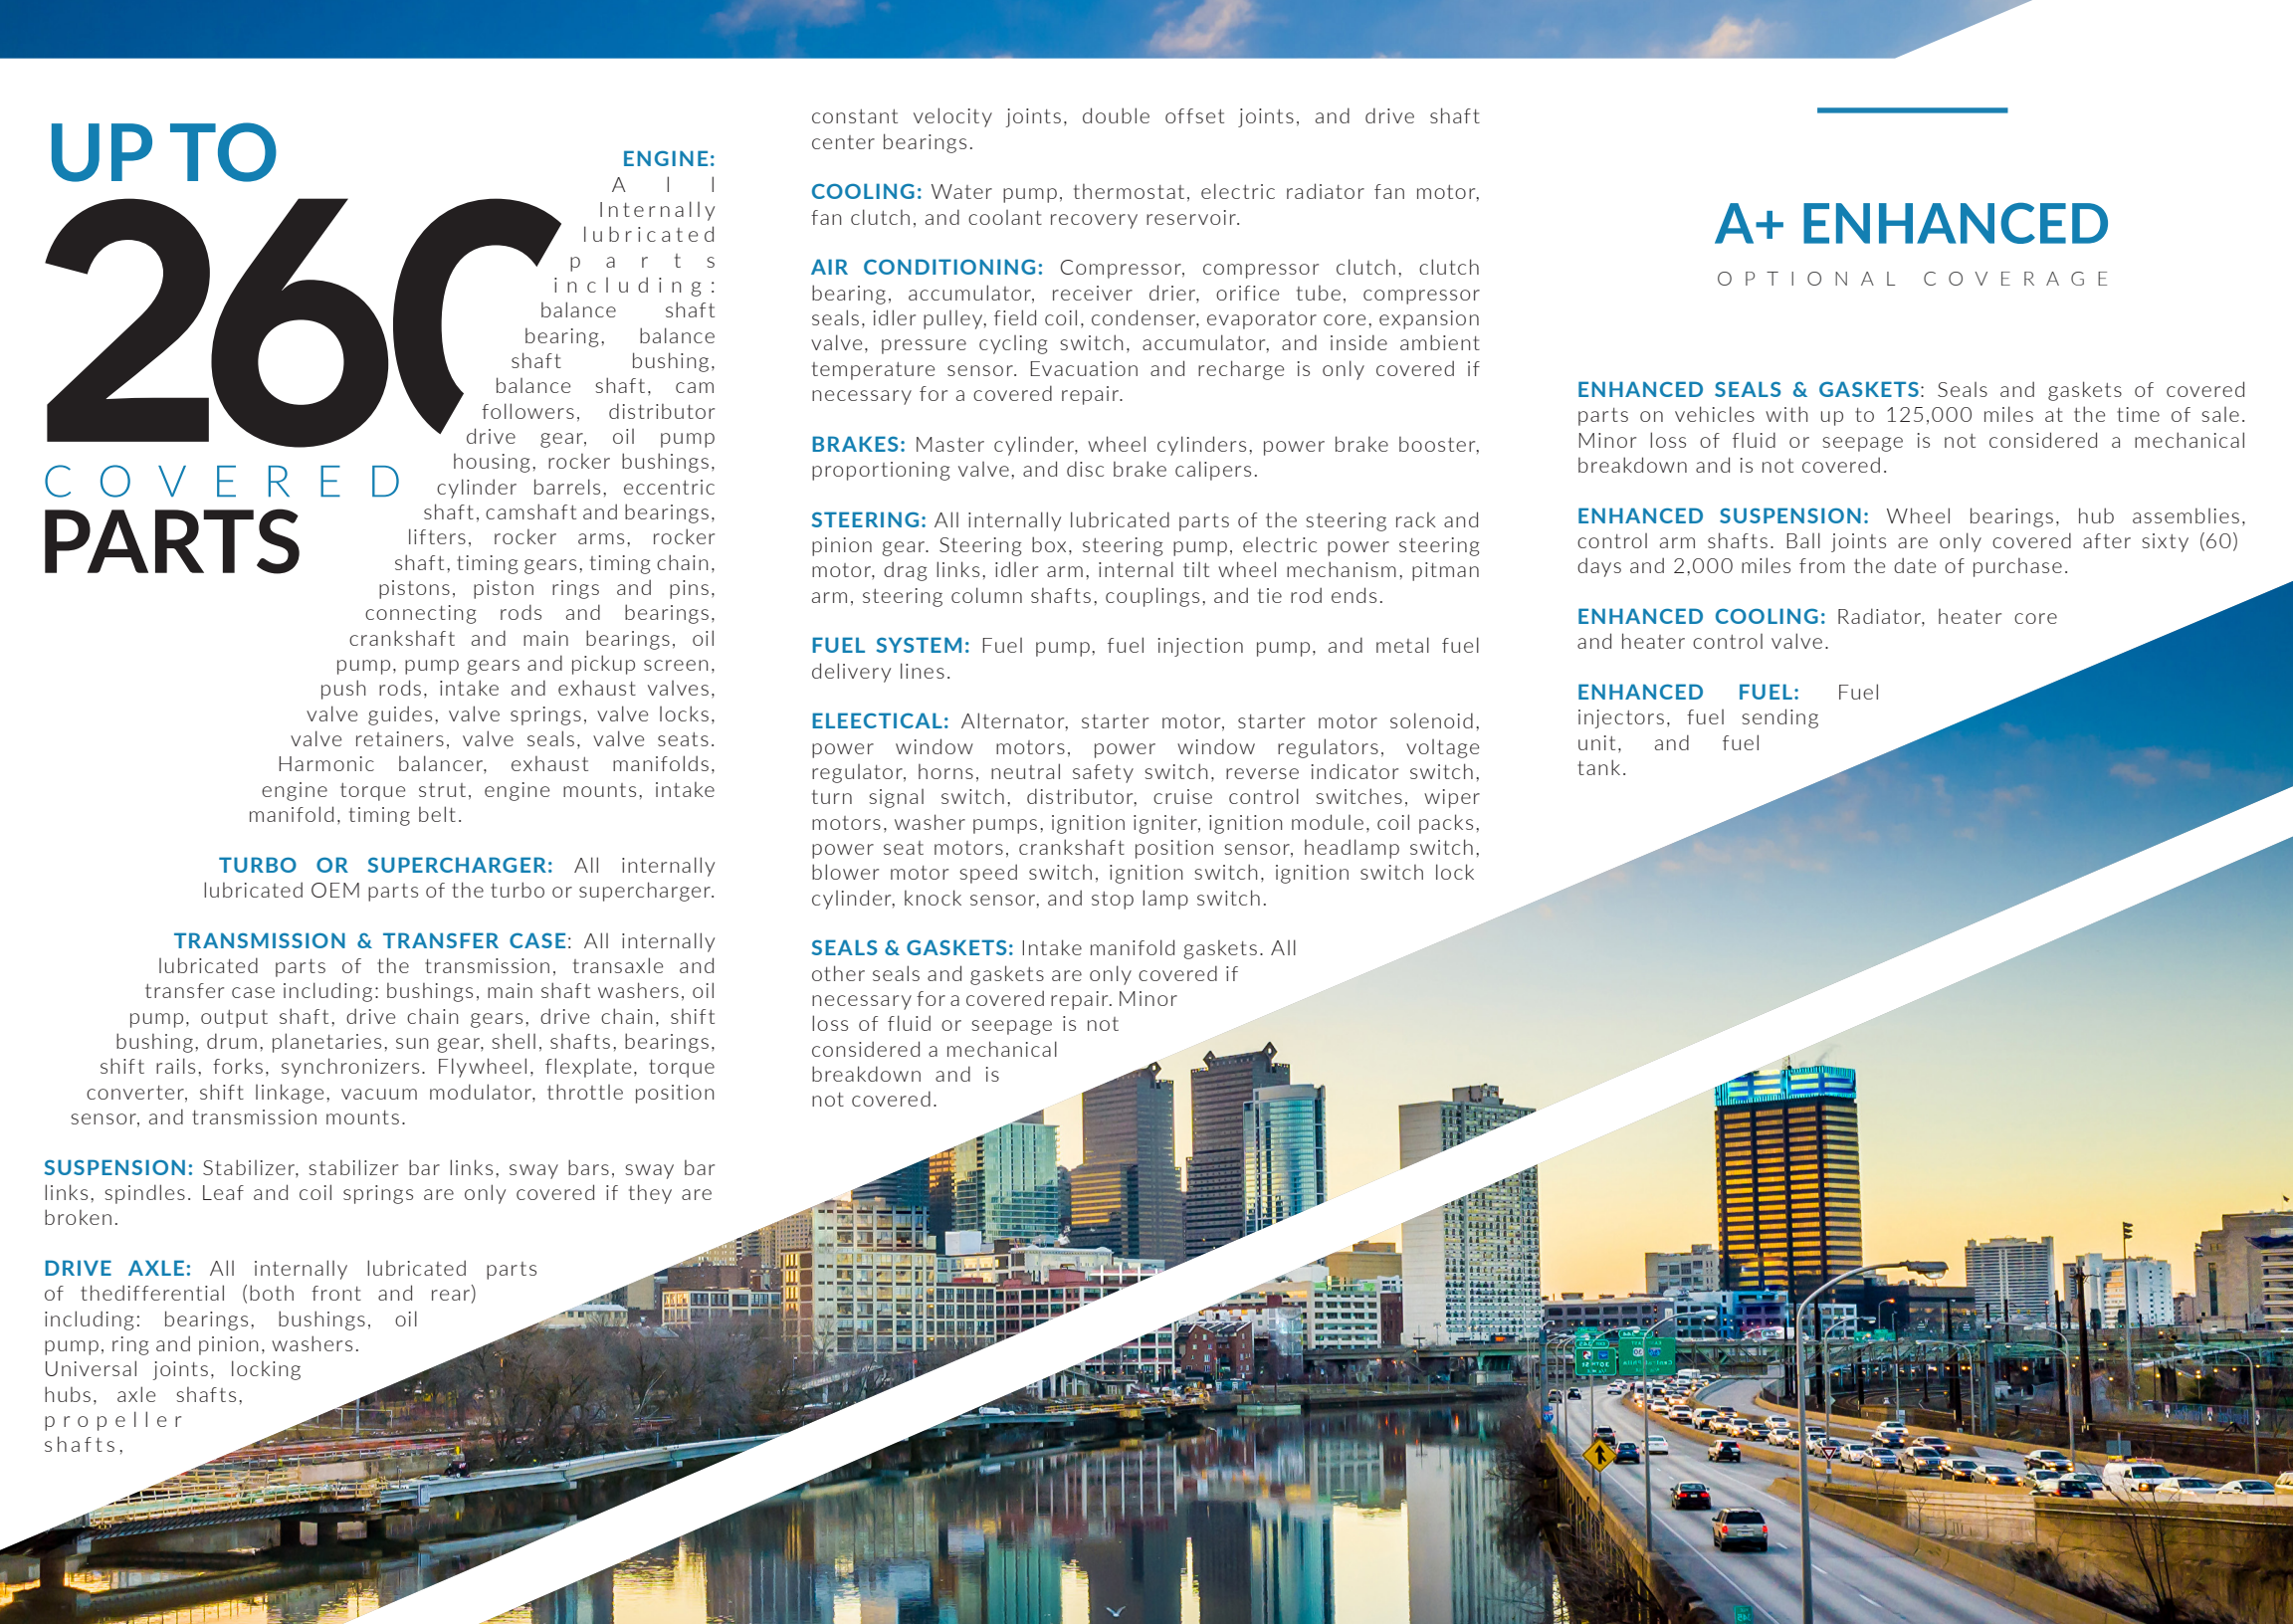 UP TO
260
COVERED
PARTS
ENGINE:
All
Internally
lubricated
parts
including:
balance shaft
bearing, balance
shaft bushing,
balance shaft, cam
followers, distributor
drive gear, oil pump
housing, rocker bushings,
cylinder barrels, eccentric
shaft, camshaft and bearings,
lifters, rocker arms, rocker
shaft, timing gears, timing chain,
pistons, piston rings and pins,
connecting rods and bearings,
crankshaft and main bearings, oil
pump, pump gears and pickup screen,
push rods, intake and exhaust valves,
valve guides, valve springs, valve locks,
valve retainers, valve seals, valve seats.
Harmonic balancer, exhaust manifolds,
engine torque strut, engine mounts, intake
manifold, timing belt.
TURBO OR SUPERCHARGER: All internally
lubricated OEM parts of the turbo or supercharger.
TRANSMISSION & TRANSFER CASE: All internally
lubricated parts of the transmission, transaxle and
transfer case including: bushings, main shaft washers, oil
pump, output shaft, drive chain gears, drive chain, shift
bushing, drum, planetaries, sun gear, shell, shafts, bearings,
shift rails, forks, synchronizers. Flywheel, flexplate, torque
converter, shift linkage, vacuum modulator, throttle position
sensor, and transmission mounts.
SUSPENSION: Stabilizer, stabilizer bar links, sway bars, sway bar
links, spindles. Leaf and coil springs are only covered if they are
broken.
DRIVE AXLE: All internally lubricated parts
of thedifferential (both front and rear)
including: bearings, bushings, oil
pump, ring and pinion, washers.
Universal joints, locking
hubs, axle shafts,
propeller
shafts,
constant velocity joints, double offset joints, and drive shaft
center bearings.
COOLING: Water pump, thermostat, electric radiator fan motor,
fan clutch, and coolant recovery reservoir.
AIR CONDITIONING: Compressor, compressor clutch, clutch
bearing, accumulator, receiver drier, orifice tube, compressor
seals, idler pulley, field coil, condenser, evaporator core, expansion
valve, pressure cycling switch, accumulator, and inside ambient
temperature sensor. Evacuation and recharge is only covered if
necessary for a covered repair.
BRAKES: Master cylinder, wheel cylinders, power brake booster,
proportioning valve, and disc brake calipers.
STEERING: All internally lubricated parts of the steering rack and
pinion gear. Steering box, steering pump, electric power steering
motor, drag links, idler arm, internal tilt wheel mechanism, pitman
arm, steering column shafts, couplings, and tie rod ends.
FUEL SYSTEM: Fuel pump, fuel injection pump, and metal fuel
delivery lines.
ELEECTICAL: Alternator, starter motor, starter motor solenoid,
power window motors, power window regulators, voltage
regulator, horns, neutral safety switch, reverse indicator switch,
turn signal switch, distributor, cruise control switches, wiper
motors, washer pumps, ignition igniter, ignition module, coil packs,
power seat motors, crankshaft position sensor, headlamp switch,
blower motor speed switch, ignition switch, ignition switch lock
cylinder, knock sensor, and stop lamp switch.
SEALS & GASKETS: Intake manifold gaskets. All
other seals and gaskets are only covered if
necessary for a covered repair. Minor
loss of fluid or seepage is not
considered a mechanical
breakdown and is
not covered.
A+ ENHANCED
OPTIONAL COVERAGE
ENHANCED SEALS & GASKETS: Seals and gaskets of covered
parts on vehicles with up to 125,000 miles at the time of sale.
Minor loss of fluid or seepage is not considered a mechanical
breakdown and is not covered.
ENHANCED SUSPENSION: Wheel bearings, hub assemblies,
control arm shafts. Ball joints are only covered after sixty (60)
days and 2,000 miles from the date of purchase.
ENHANCED COOLING: Radiator, heater core
and heater control valve.
ENHANCED FUEL: Fuel
injectors, fuel sending
unit, and fuel
tank.